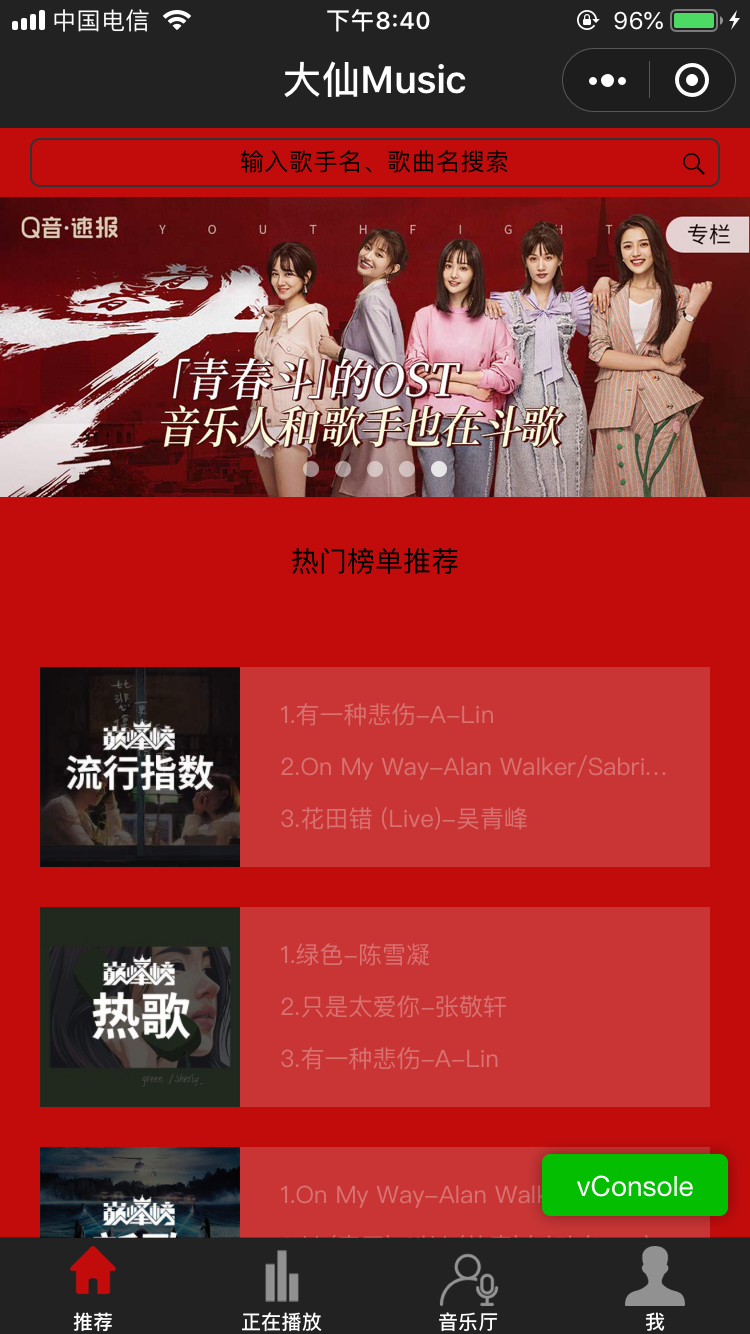 中国电信
下午8:40
96%
大仙Music
输入歌手名、歌曲名搜索
Q音·速报
YOUTHFIGHT
专栏
「青春斗」的OST
音乐人和歌手也在斗歌
热门榜单推荐
巅峰榜
流行指数
1.有一种悲伤-A-Lin
2.On My Way-Alan Walker/Sabri...
3.花田错 (Live)-吴青峰
巅峰榜
热歌
green / Sherly.
1.绿色-陈雪凝
2.只是太爱你-张敬轩
3.有一种悲伤-A-Lin
巅峰榜
1.On My Way-Alan Walk
vConsole
推荐
正在播放
音乐厅
我